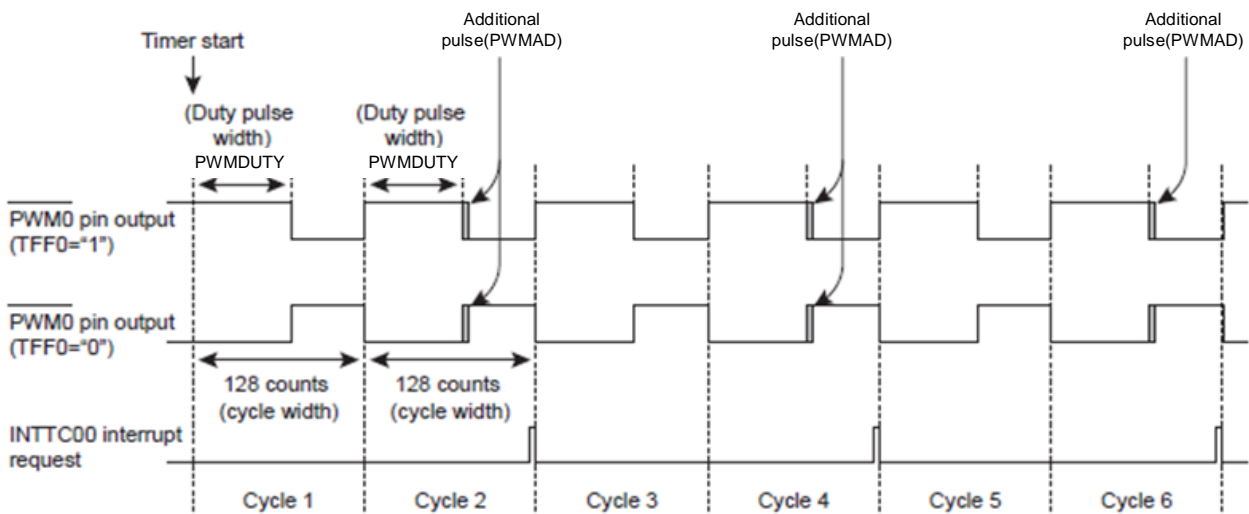 Additional
pulse(PWMAD)
Additional
pulse(PWMAD)
Additional
pulse(PWMAD)
Timer start
(Duty pulse
width)
PWMDUTY
(Duty pulse
width)
PWMDUTY
PWM0 pin output
(TFF0="1")
PWM0 pin output
(TFF0="0")
128 counts
(cycle width)
128 counts
(cycle width)
INTTC00 interrupt
request
Cycle 1
Cycle 2
Cycle 3
Cycle 4
Cycle 5
Cycle 6